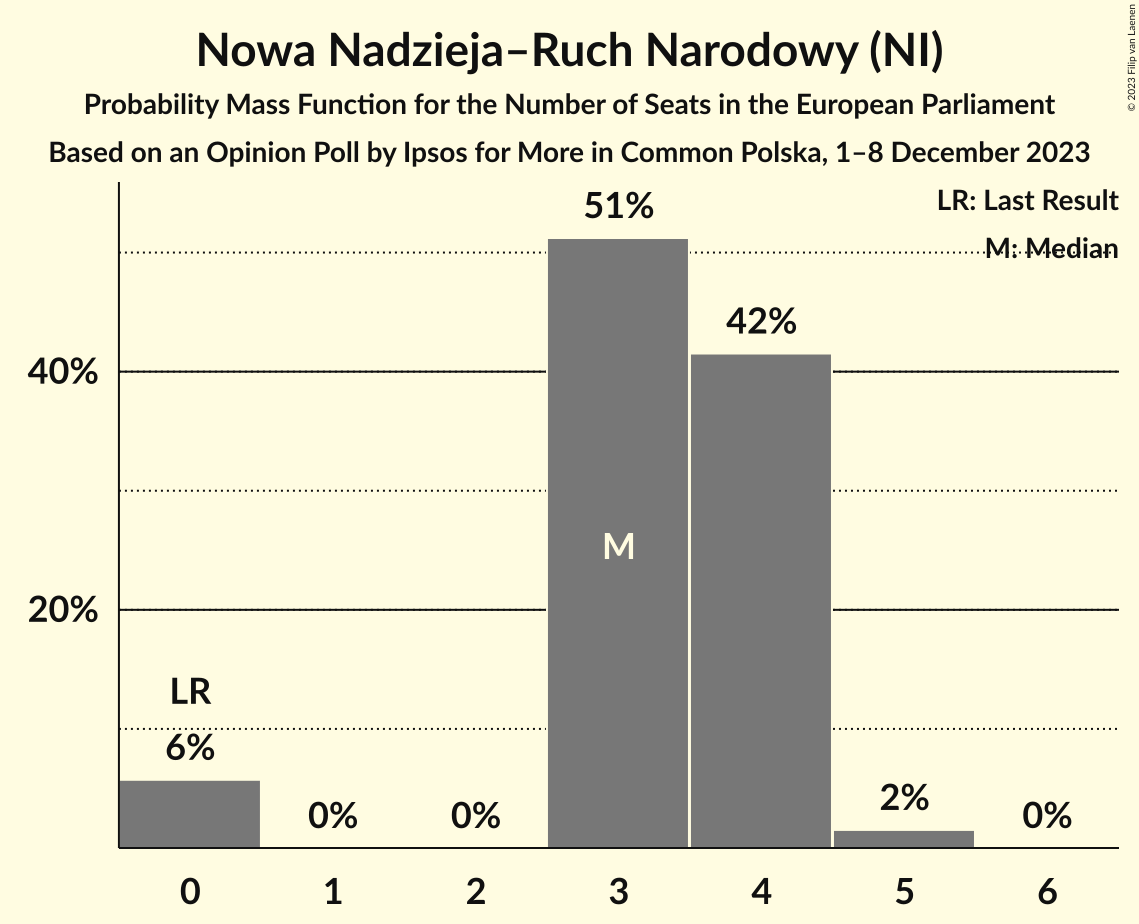 Nowa Nadzieja–Ruch Narodowy (NI)
Probability Mass Function for the Number of Seats in the European Parliament
Based on an Opinion Poll by Ipsos for More in Common Polska, 1–8 December 2023
© 2023 Filip van Laenen
LR: Last Result
M: Median
51%
42%
40%
M
20%
LR
6%
0%
0%
2%
0%
0 1 2 3 4 5 6